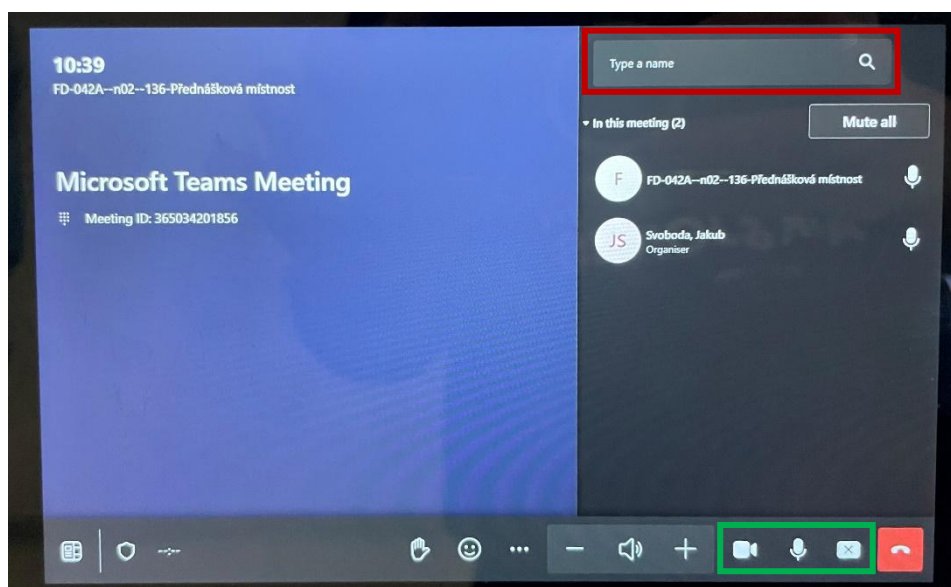 10:39
FD-042A--n02--136-Přednášková místnost
Microsoft Teams Meeting
Meeting ID: 365034201856
Type a name
In this meeting (2)
Mute all
F
FD-042A--n02--136-Přednášková místnost
JS
Svoboda, Jakub
Organiser
--:--